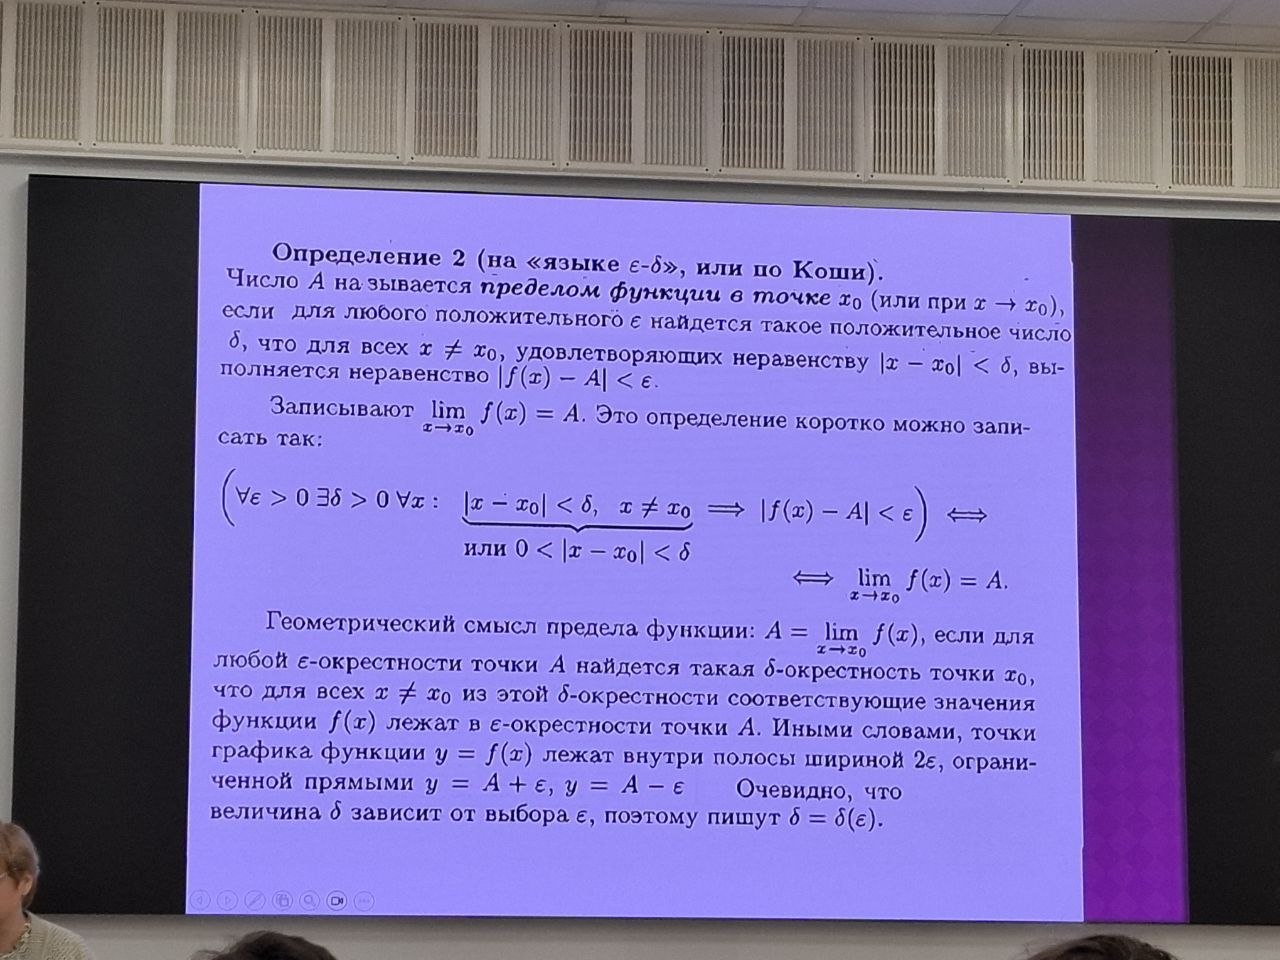 Определение 2 (на «языке ε-δ», или по Коши).
Число A на зывается пределом функции в точке x₀ (или при x → x₀),
если для любого положительного ε найдется такое положительное число
δ, что для всех x ≠ x₀, удовлетворяющих неравенству |x − x₀| < δ, вы-
полняется неравенство |f(x) − A| < ε.
Записывают lim x→x₀ f(x) = A. Это определение коротко можно запи-
сать так:
(∀ε > 0 ∃δ > 0 ∀x : |x − x₀| < δ, x ≠ x₀ ⟹ |f(x) − A| < ε) ⟺
или 0 < |x − x₀| < δ
⟺ lim x→x₀ f(x) = A.
Геометрический смысл предела функции: A = lim x→x₀ f(x), если для
любой ε-окрестности точки A найдется такая δ-окрестность точки x₀,
что для всех x ≠ x₀ из этой δ-окрестности соответствующие значения
функции f(x) лежат в ε-окрестности точки A. Иными словами, точки
графика функции y = f(x) лежат внутри полосы шириной 2ε, ограни-
ченной прямыми y = A + ε, y = A − ε Очевидно, что
величина δ зависит от выбора ε, поэтому пишут δ = δ(ε).